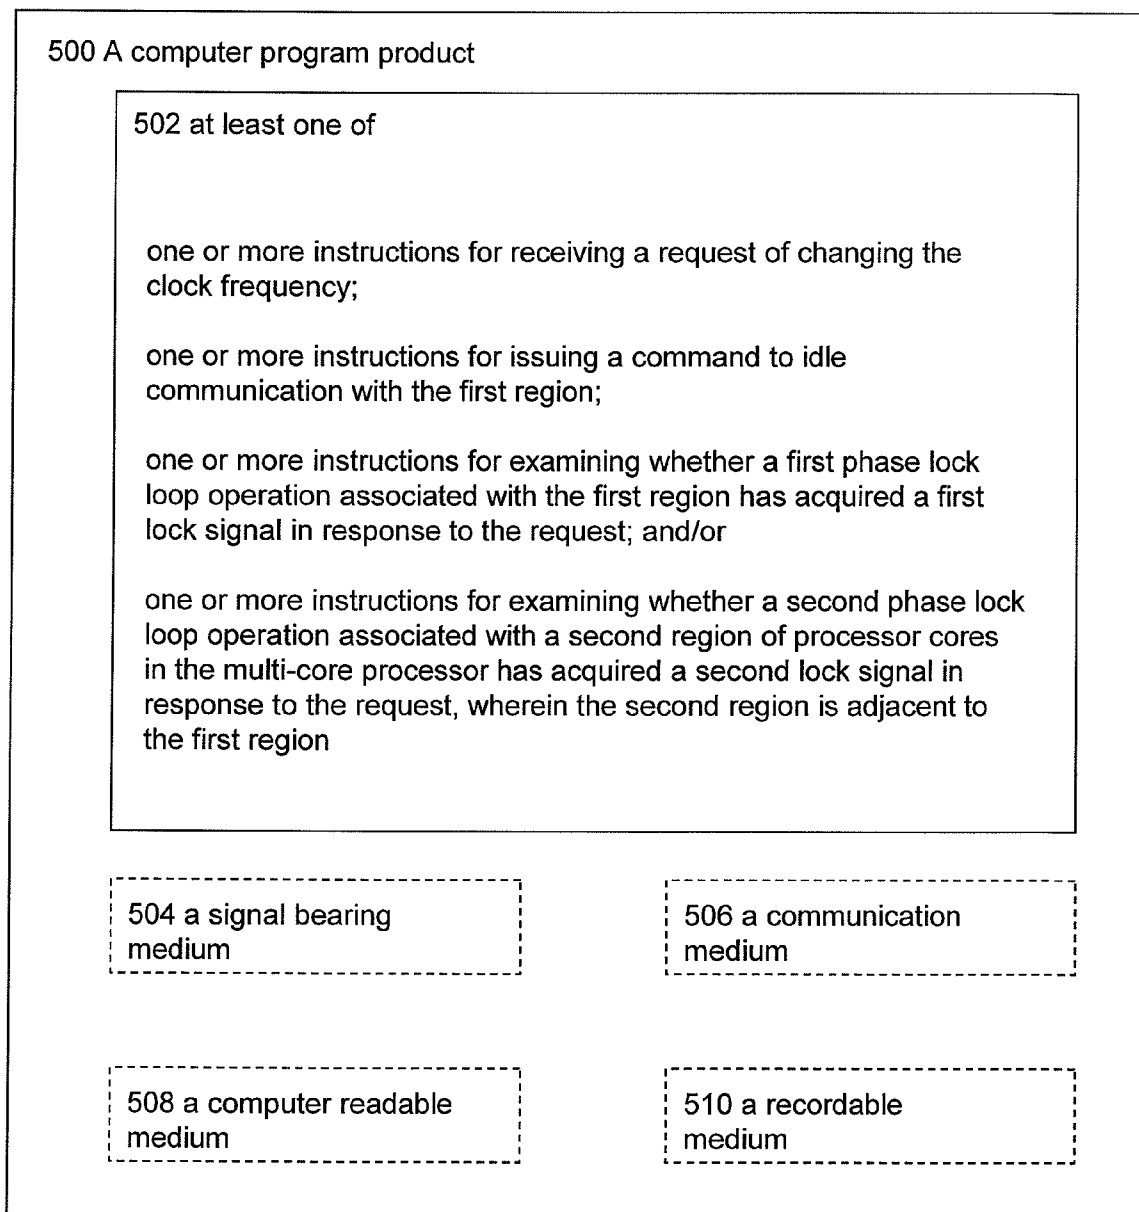 500 A computer program product
502 at least one of
one or more instructions for receiving a request of changing the
clock frequency;
one or more instructions for issuing a command to idle
communication with the first region;
one or more instructions for examining whether a first phase lock
loop operation associated with the first region has acquired a first
lock signal in response to the request; and/or
one or more instructions for examining whether a second phase lock
loop operation associated with a second region of processor cores
in the multi-core processor has acquired a second lock signal in
response to the request, wherein the second region is adjacent to
the first region
504 a signal bearing
medium
506 a communication
medium
508 a computer readable
medium
510 a recordable
medium